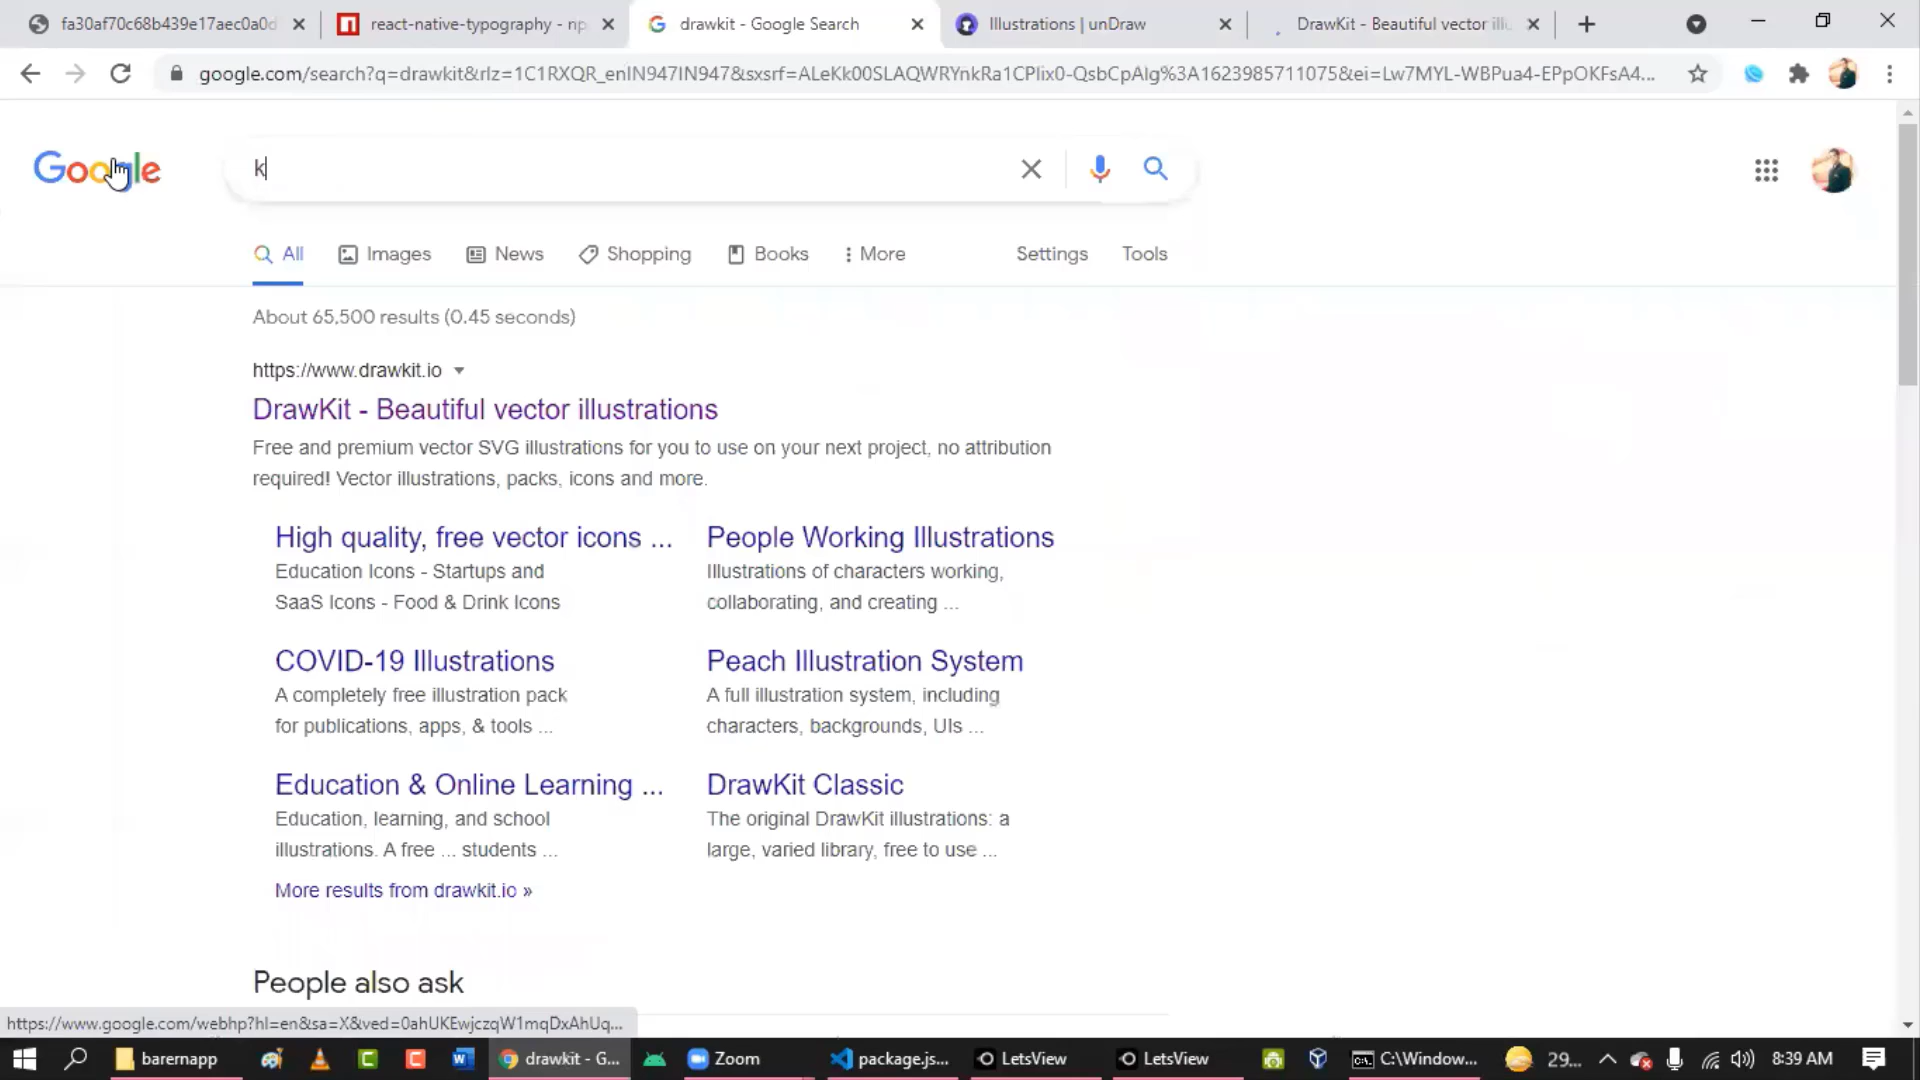 fa30af70c68b439e17aec0a0d
react-native-typography - np
drawkit - Google Search
Illustrations | unDraw
DrawKit - Beautiful vector illu
google.com/search?q=drawkit&rlz=1C1RXQR_enIN947IN947&sxsrf=ALeKk00SLAQWRYnkRa1CPlix0-QsbCpAlg%3A1623985711075&ei=Lw7MYL-WBPua4-EPpOKFsA4...
Google
k
All
Images
News
Shopping
Books
More
Settings
Tools
About 65,500 results (0.45 seconds)
https://www.drawkit.io
DrawKit - Beautiful vector illustrations
Free and premium vector SVG illustrations for you to use on your next project, no attribution
required! Vector illustrations, packs, icons and more.
High quality, free vector icons ...
Education Icons - Startups and
SaaS Icons - Food & Drink Icons
People Working Illustrations
Illustrations of characters working,
collaborating, and creating ...
COVID-19 Illustrations
A completely free illustration pack
for publications, apps, & tools ...
Peach Illustration System
A full illustration system, including
characters, backgrounds, UIs ...
Education & Online Learning ...
Education, learning, and school
illustrations. A free ... students ...
DrawKit Classic
The original DrawKit illustrations: a
large, varied library, free to use ...
More results from drawkit.io »
People also ask
https://www.google.com/webhp?hl=en&sa=X&ved=0ahUKEwjczqW1mqDxAhUq...
barernapp
drawkit - G...
Zoom
package.js...
LetsView
LetsView
C:\Window...
29...
8:39 AM